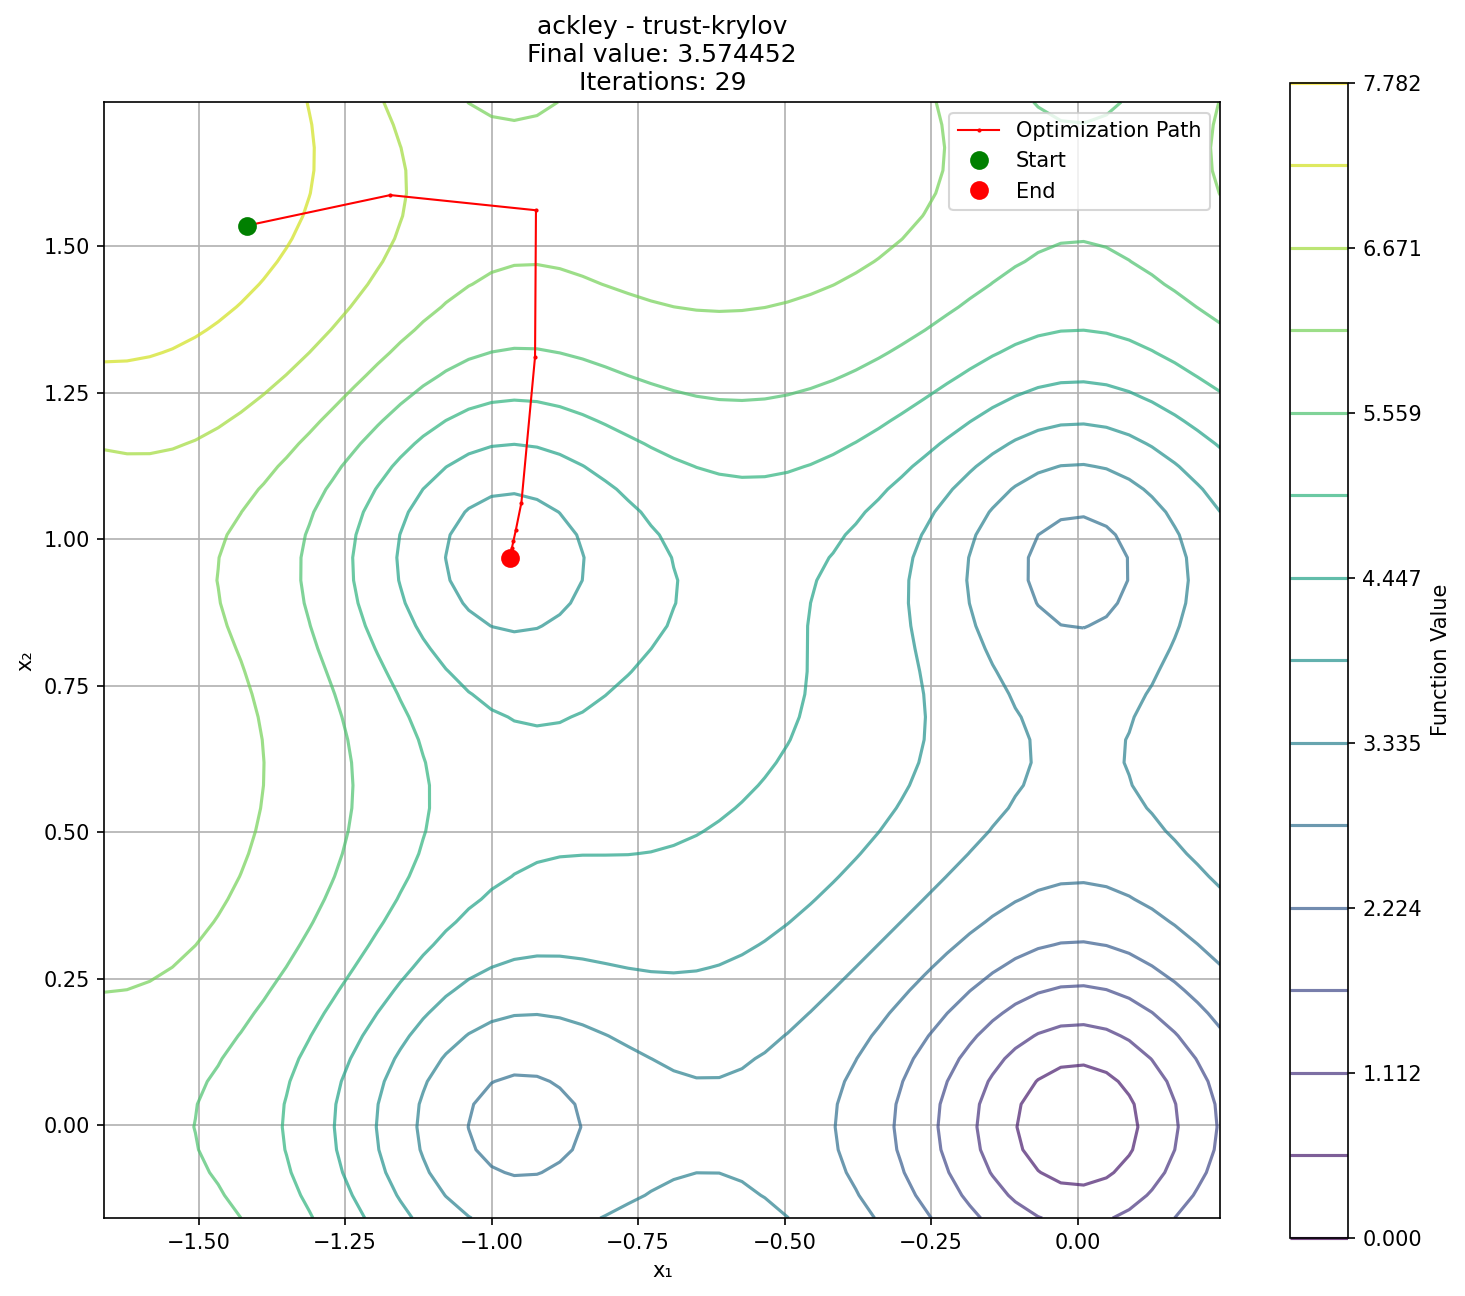 ackley - trust-krylov
Final value: 3.574452
Iterations: 29
Optimization Path
Start
End
1.50
1.25
1.00
0.75
0.50
0.25
0.00
x₂
−1.50 −1.25 −1.00 −0.75 −0.50 −0.25 0.00
x₁
7.782
6.671
5.559
4.447
3.335
2.224
1.112
0.000
Function Value